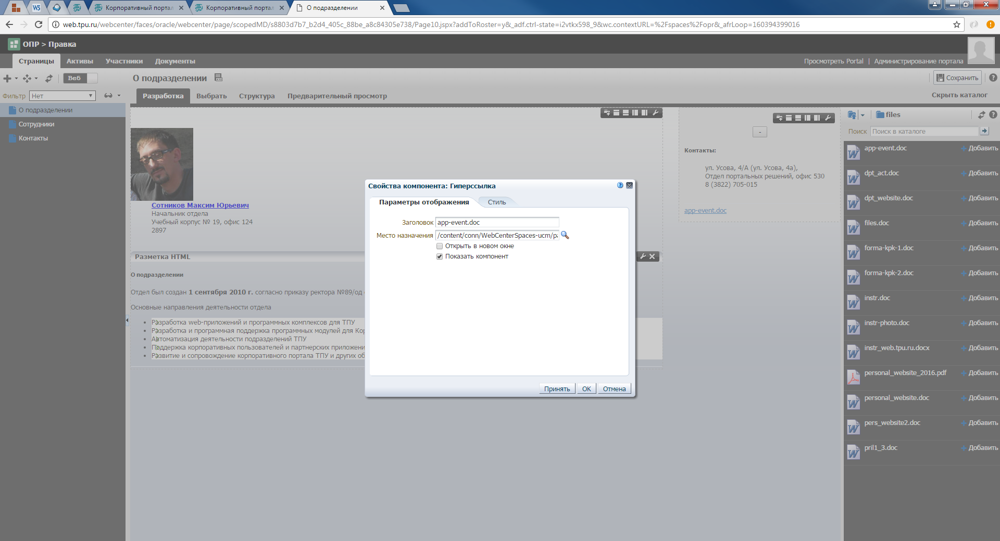 Корпоративный портал
Корпоративный портал
О подразделении
web.tpu.ru/webcenter/faces/oracle/webcenter/page/scopedMD/s8803d7b7_b2d4_405c_88be_a8c84305e738/Page10.jspx?addToRoster=y&_adf.ctrl-state=i2vtkx598_9&wc.contextURL=%2Fspaces%2Fopr&_afrLoop=160394399016
ОПР > Правка
Страницы Активы Участники Документы
Просмотреть Portal | Администрирование портала
Веб
О подразделении
Сохранить
Фильтр Нет
Разработка Выбрать Структура Предварительный просмотр
Скрыть каталог
О подразделении
Сотрудники
Контакты
Сотников Максим Юрьевич
Начальник отдела
Учебный корпус № 19, офис 124
2897
Разметка HTML
О подразделении
Отдел был создан 1 сентября 2010 г. согласно приказу ректора №89/од
Основные направления деятельности отдела
Разработка web-приложений и программных комплексов для ТПУ
Разработка и программная поддержка программных модулей для Кор
Автоматизация деятельности подразделений ТПУ
Поддержка корпоративных пользователей и партнерских приложени
Развитие и сопровождение корпоративного портала ТПУ и других об
-
Контакты:
ул. Усова, 4/А (ул. Усова, 4а),
Отдел портальных решений, офис 530
8 (3822) 705-015
app-event.doc
Свойства компонента: Гиперссылка
Параметры отображения Стиль
Заголовок app-event.doc
Место назначения /content/conn/WebCenterSpaces-ucm/pa
Открыть в новом окне
Показать компонент
Принять OK Отмена
files
Поиск Поиск в каталоге
app-event.doc Добавить
dpt_act.doc Добавить
dpt_website.doc Добавить
files.doc Добавить
forma-kpk-1.doc Добавить
forma-kpk-2.doc Добавить
instr.doc Добавить
instr-photo.doc Добавить
instr_web.tpu.ru.docx Добавить
personal_website_2016.pdf Добавить
personal_website.doc Добавить
pers_website2.doc Добавить
pril1_3.doc Добавить